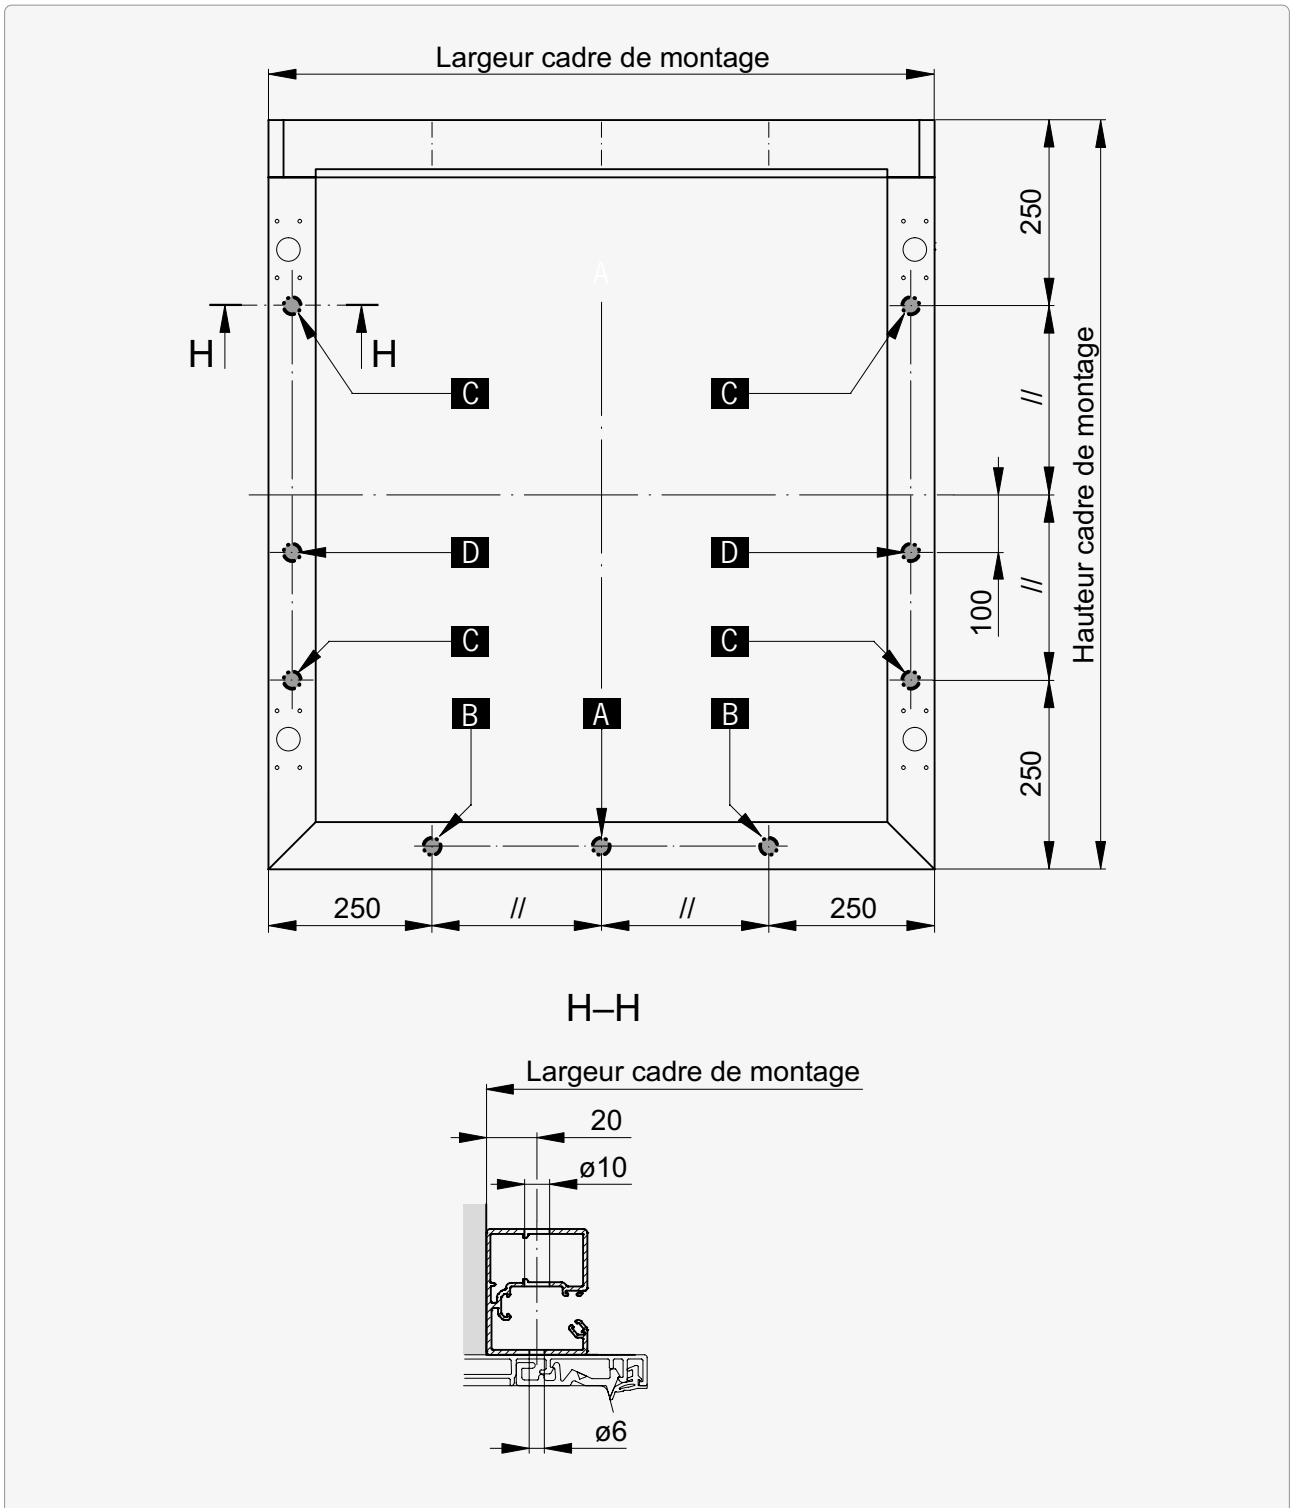 Largeur cadre de montage
250
A
H H
C C
//
Hauteur cadre de montage
D D
100
//
C C
B A B
250
250 // // 250
H–H
Largeur cadre de montage
20
ø10
ø6